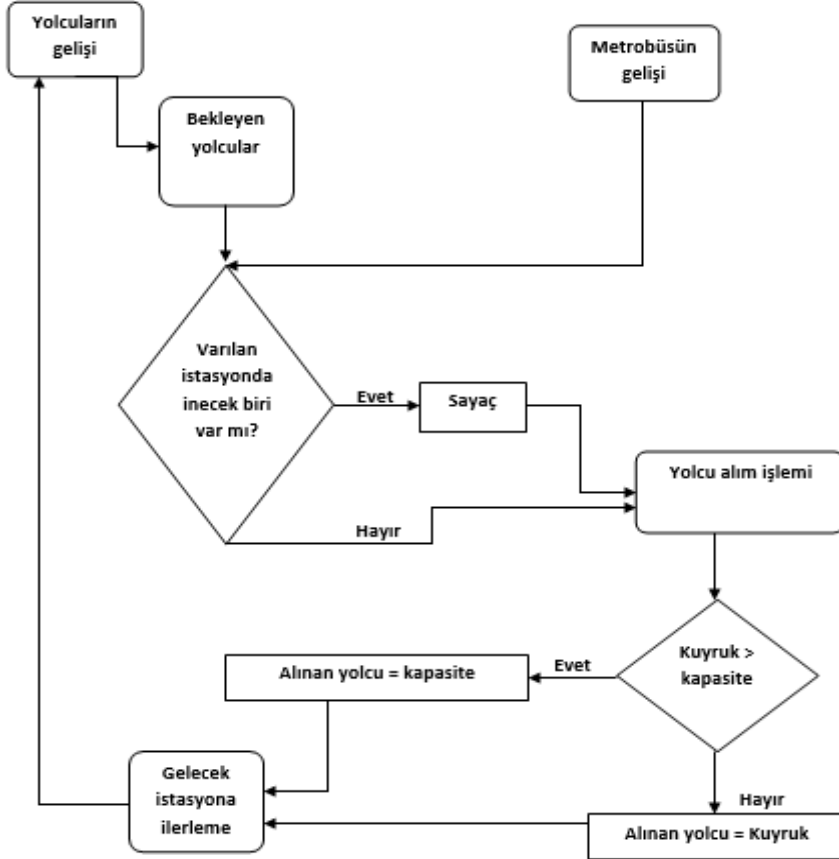 Yolcuların
gelişi
Metrobüsün
gelişi
Bekleyen
yolcular
Varılan
istasyonda
inecek biri
var mı?
Evet
Sayaç
Yolcu alım işlemi
Hayır
Kuyruk >
kapasite
Evet
Alınan yolcu = kapasite
Gelecek
istasyona
ilerleme
Hayır
Alınan yolcu = Kuyruk